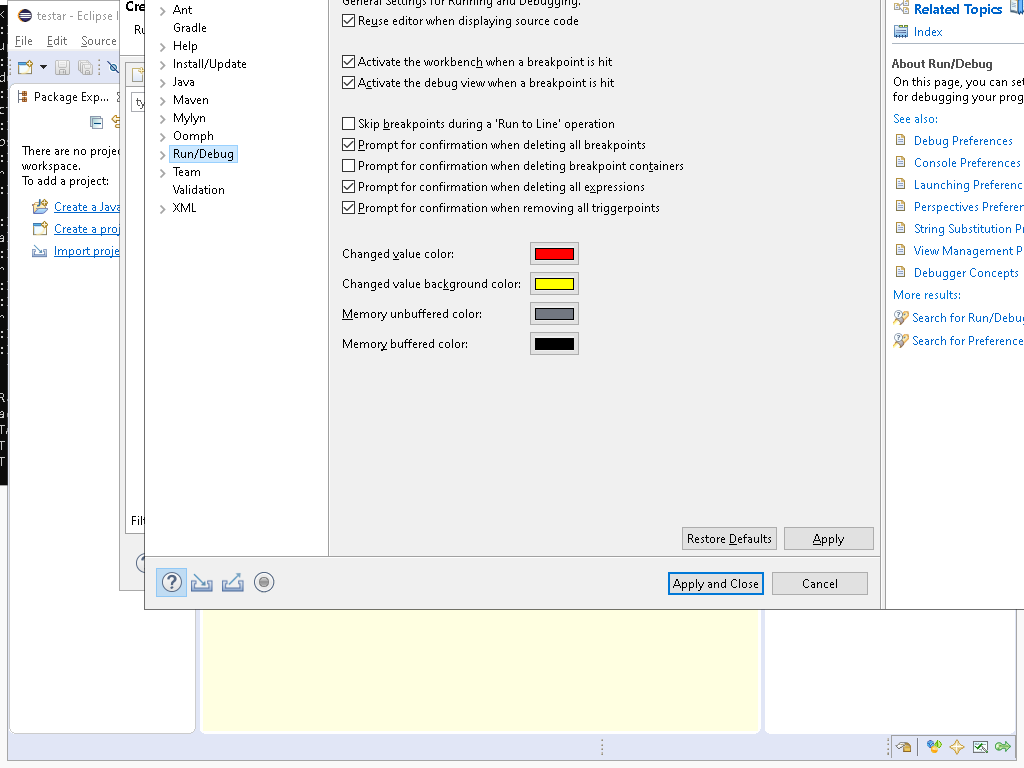 testar - Eclipse I
File Edit Source
Package Exp...
There are no proje
workspace.
To add a project:
Create a Java
Create a proj
Import proje
Cre
Ru
ty
Filt
Ant
Gradle
Help
Install/Update
Java
Maven
Mylyn
Oomph
Run/Debug
Team
Validation
XML
General Settings for Running and Debugging.
Reuse editor when displaying source code
Activate the workbench when a breakpoint is hit
Activate the debug view when a breakpoint is hit
Skip breakpoints during a 'Run to Line' operation
Prompt for confirmation when deleting all breakpoints
Prompt for confirmation when deleting breakpoint containers
Prompt for confirmation when deleting all expressions
Prompt for confirmation when removing all triggerpoints
Changed value color:
Changed value background color:
Memory unbuffered color:
Memory buffered color:
Restore Defaults Apply
Apply and Close Cancel
Related Topics
Index
About Run/Debug
On this page, you can set
for debugging your prog
See also:
Debug Preferences
Console Preferences
Launching Preferenc
Perspectives Preferen
String Substitution Pr
View Management P
Debugger Concepts
More results:
Search for Run/Debu
Search for Preference